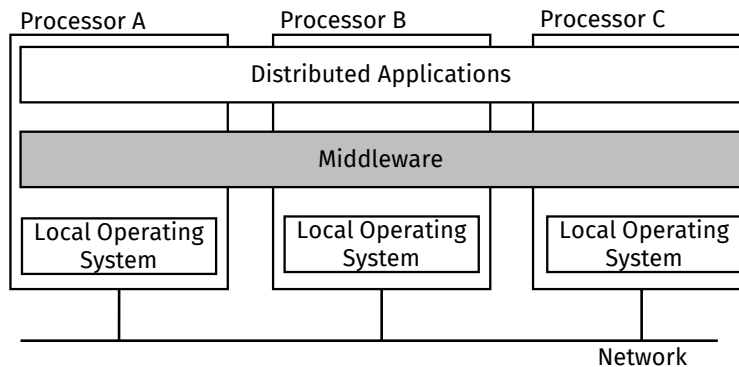 Processor A
Processor B
Processor C
Distributed Applications
Middleware
Local Operating
System
Local Operating
System
Local Operating
System
Network